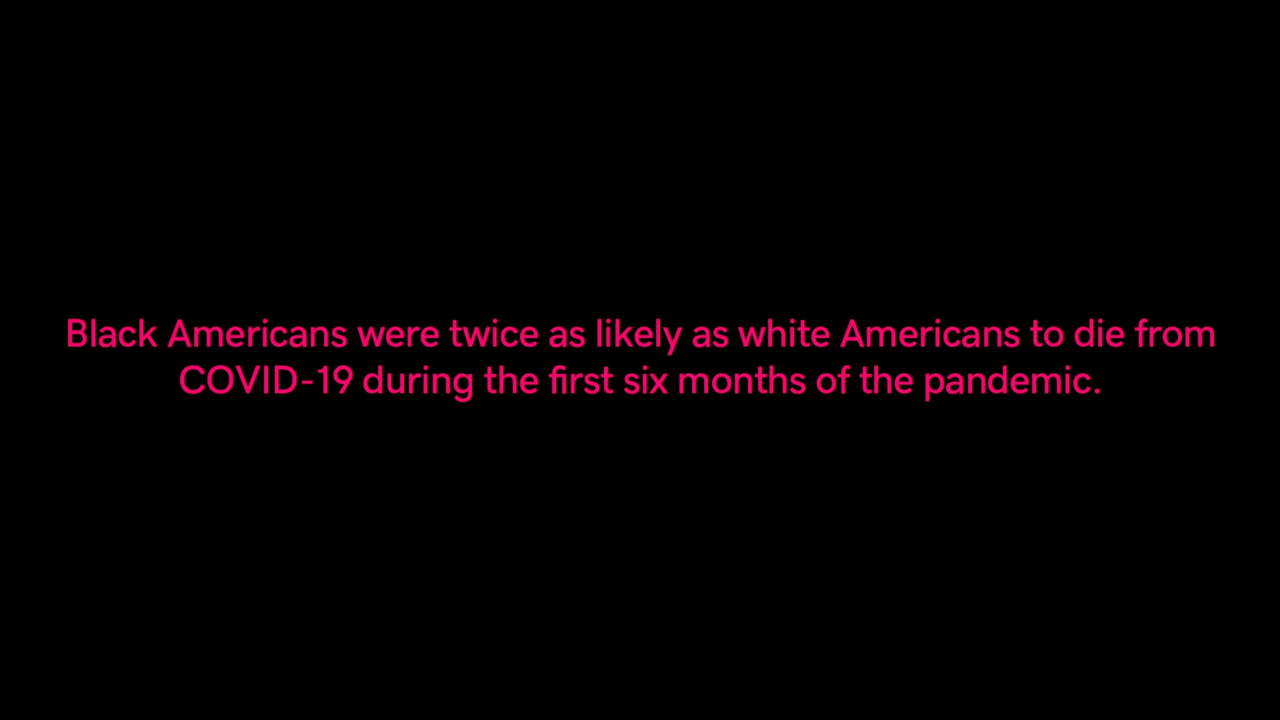 Black Americans were twice as likely as white Americans to die from
COVID-19 during the first six months of the pandemic.